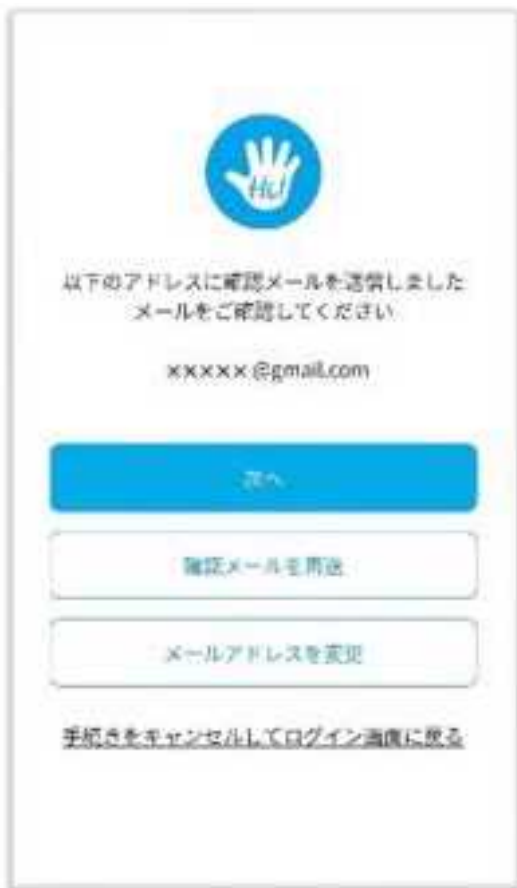 Hi!
以下のアドレスに確認メールを送信しました
メールをご確認してください
×××××@gmail.com
次へ
確認メールを再送
メールアドレスを変更
手続きをキャンセルしてログイン画面に戻る